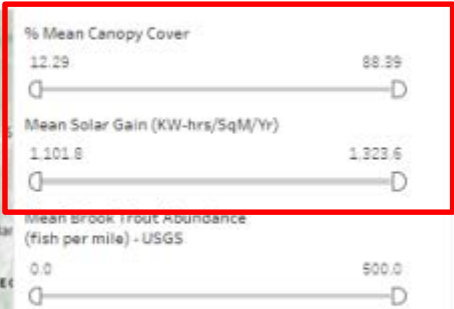 % Mean Canopy Cover
12.29 88.39
Mean Solar Gain (KW-hrs/SqM/Yr)
1,101.8 1,323.6
Mean Brook Trout Abundance
(fish per mile) - USGS
0.0 500.0